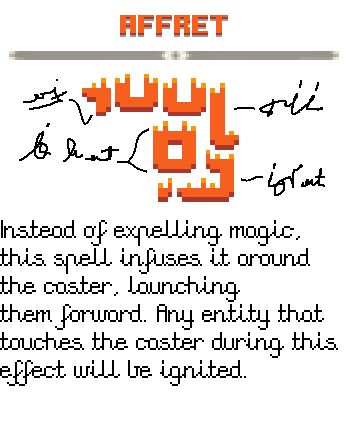 AFFRET
Instead of expelling magic,
this spell infuses it around
the caster, launching
them forward. Any entity that
touches the caster during this
effect will be ignited.